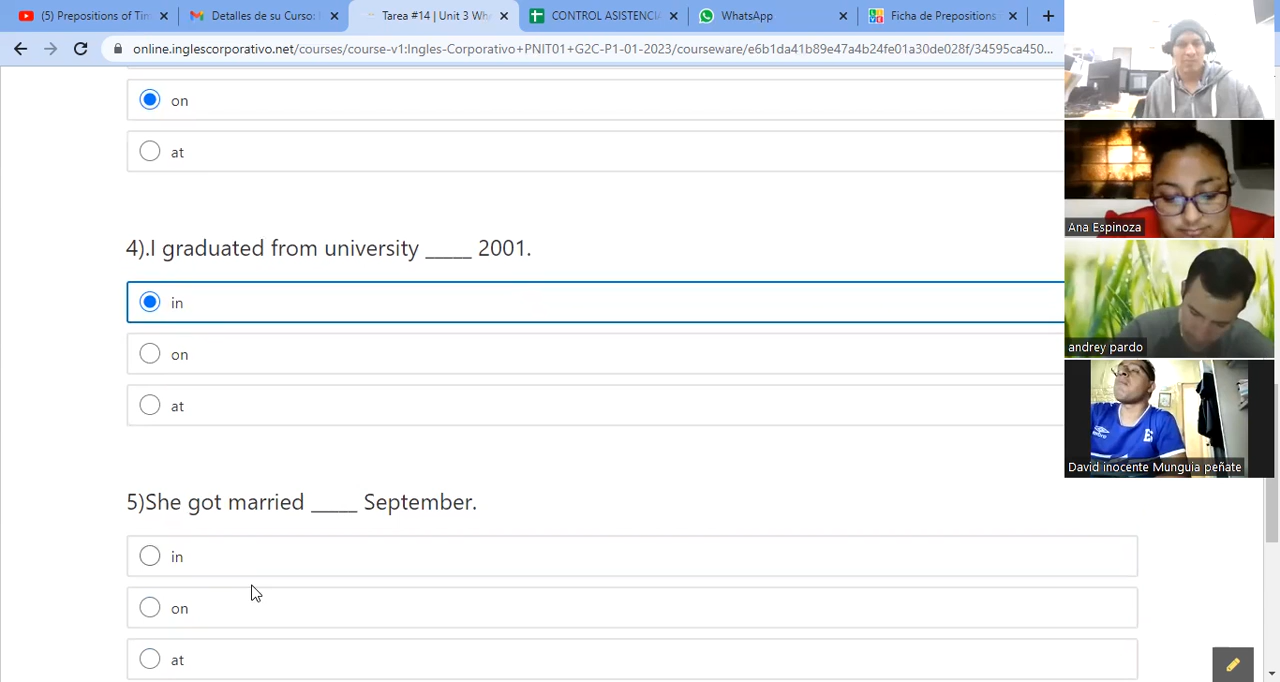 (5) Prepositions of Tim
Detalles de su Curso:
Tarea #14 | Unit 3 Wh
CONTROL ASISTENCI
WhatsApp
Ficha de Prepositions
online.inglescorporativo.net/courses/course-v1:Ingles-Corporativo+PNIT01+G2C-P1-01-2023/courseware/e6b1da41b89e47a4b24fe01a30de028f/34595ca450...
on
at
4).I graduated from university _____ 2001.
in
on
at
5)She got married _____ September.
in
on
at
Ana Espinoza
andrey pardo
David inocente Munguia peñate